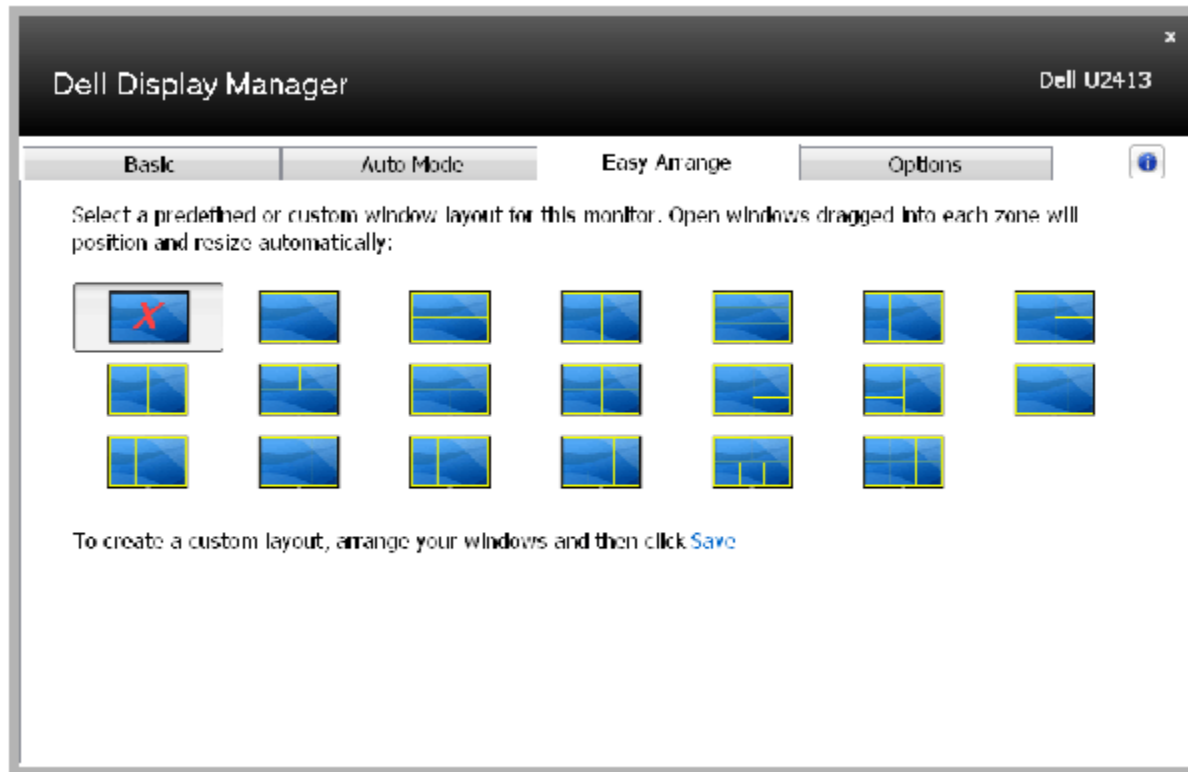 x
Dell Display Manager
Dell U2413
Basic
Auto Mode
Easy Arrange
Options
Select a predefined or custom window layout for this monitor. Open windows dragged into each zone will
position and resize automatically:
To create a custom layout, arrange your windows and then click Save